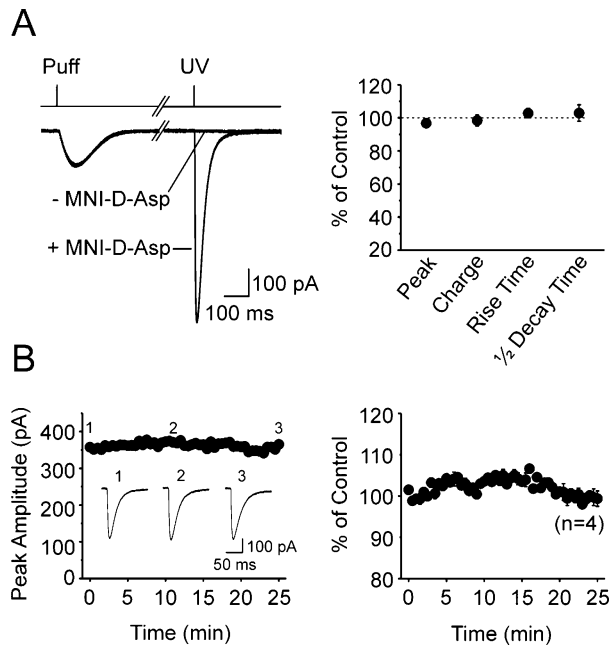 A
Puff
UV
- MNI-D-Asp
+ MNI-D-Asp
100 pA
100 ms
% of Control
120
100
80
60
40
20
Peak
Charge
Rise Time
½ Decay Time
B
Peak Amplitude (pA)
400
300
200
100
0
1
2
3
1
2
3
100 pA
50 ms
0
5
10
15
20
25
Time (min)
% of Control
120
110
100
90
80
(n=4)
0
5
10
15
20
25
Time (min)